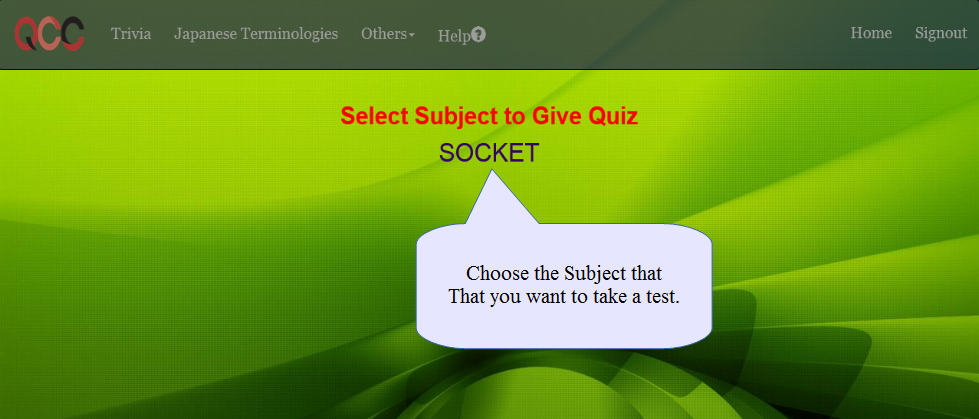 QCC Trivia Japanese Terminologies Others Help Home Signout
Select Subject to Give Quiz
SOCKET
Choose the Subject that
That you want to take a test.